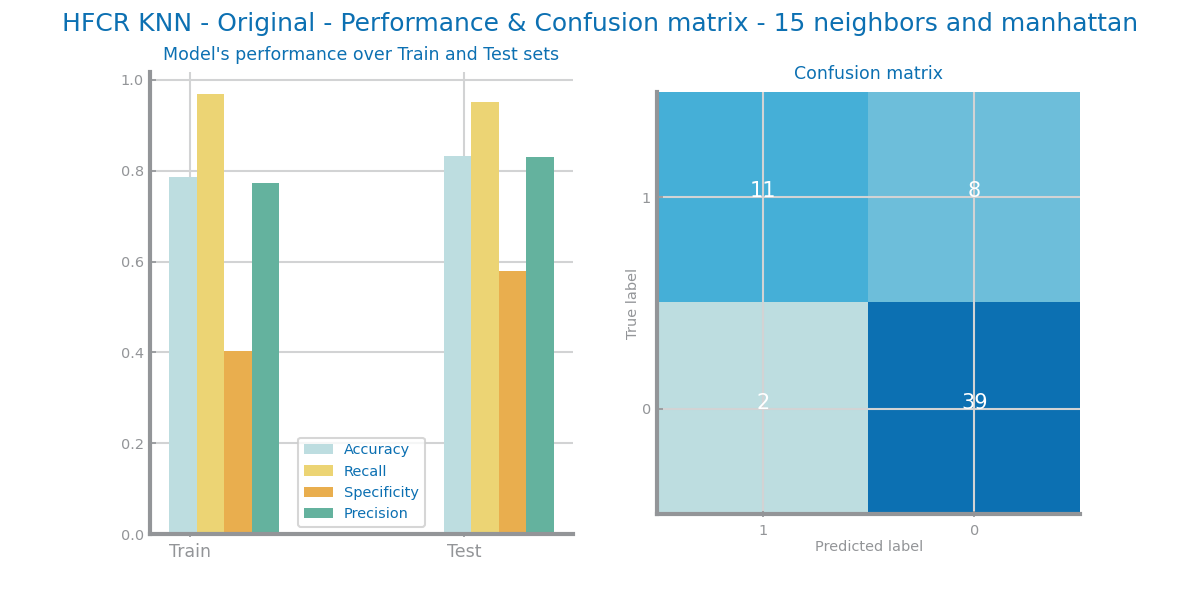 HFCR KNN - Original - Performance & Confusion matrix - 15 neighbors and manhattan
Model's performance over Train and Test sets
1.0
0.8
0.6
0.4
0.2
0.0
Train
Test
Accuracy
Recall
Specificity
Precision
Confusion matrix
True label
1
0
11
8
2
39
1
0
Predicted label